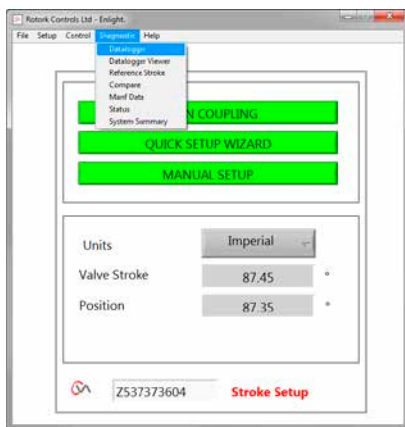 Rotork Controls Ltd - Enlight.
File Setup Control Diagnostic Help
Datalogger
Datalogger Viewer
Reference Stroke
Compare
Manf Data
Status
System Summary
N COUPLING
QUICK SETUP WIZARD
MANUAL SETUP
Units Imperial
Valve Stroke 87.45 °
Position 87.35 °
Z537373604 Stroke Setup